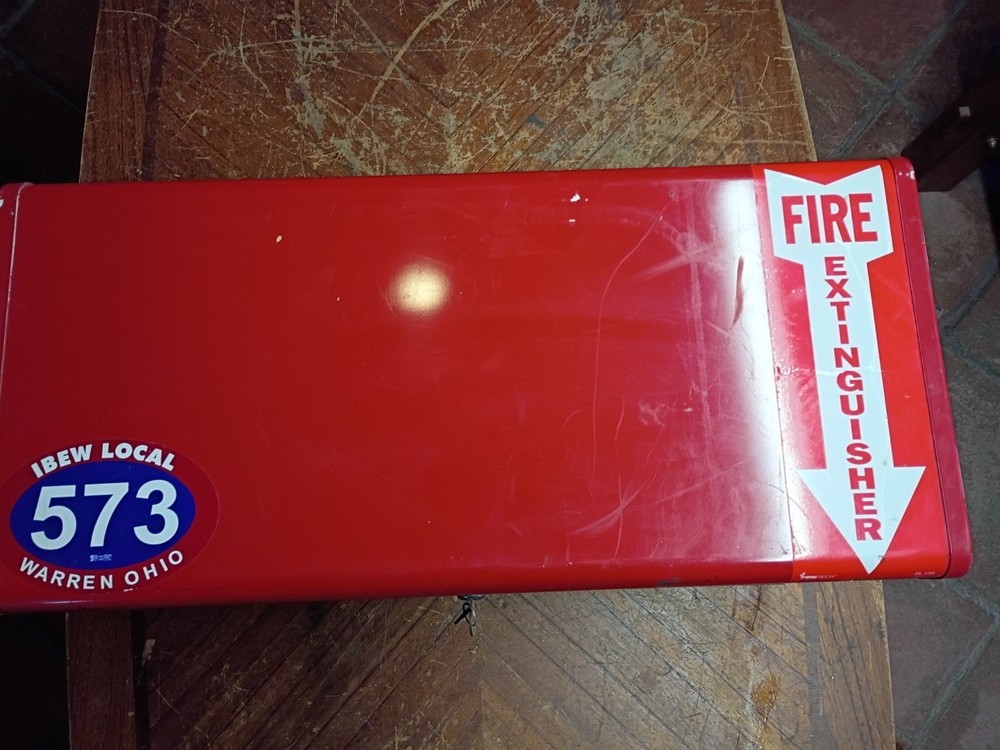 FIRE
EXTINGUISHER
IBEW LOCAL
573
WARREN OHIO